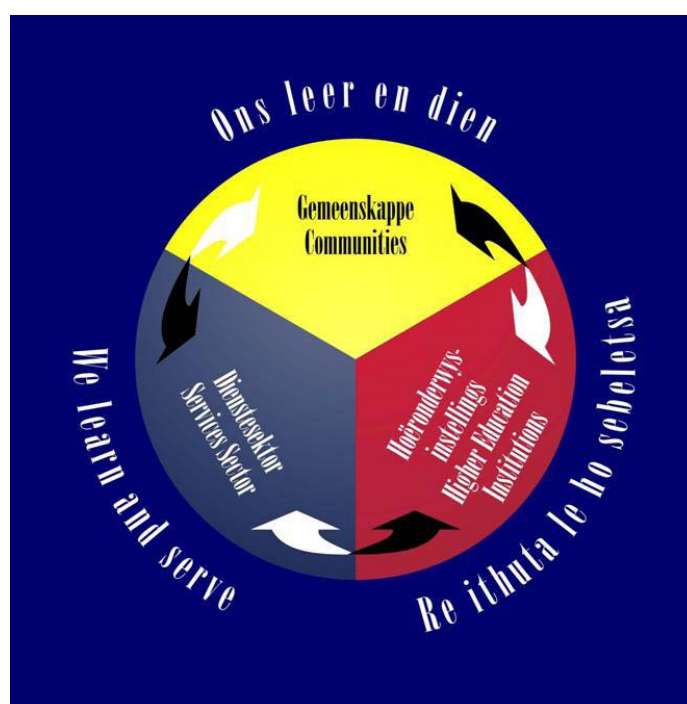 Ons leer en dien
Gemeenskappe
Communities
Dienstesektor
Services Sector
Hoëronderwys-
instellings
Higher Education
Institutions
We learn and serve
Re ithuta le ho sebeletsa